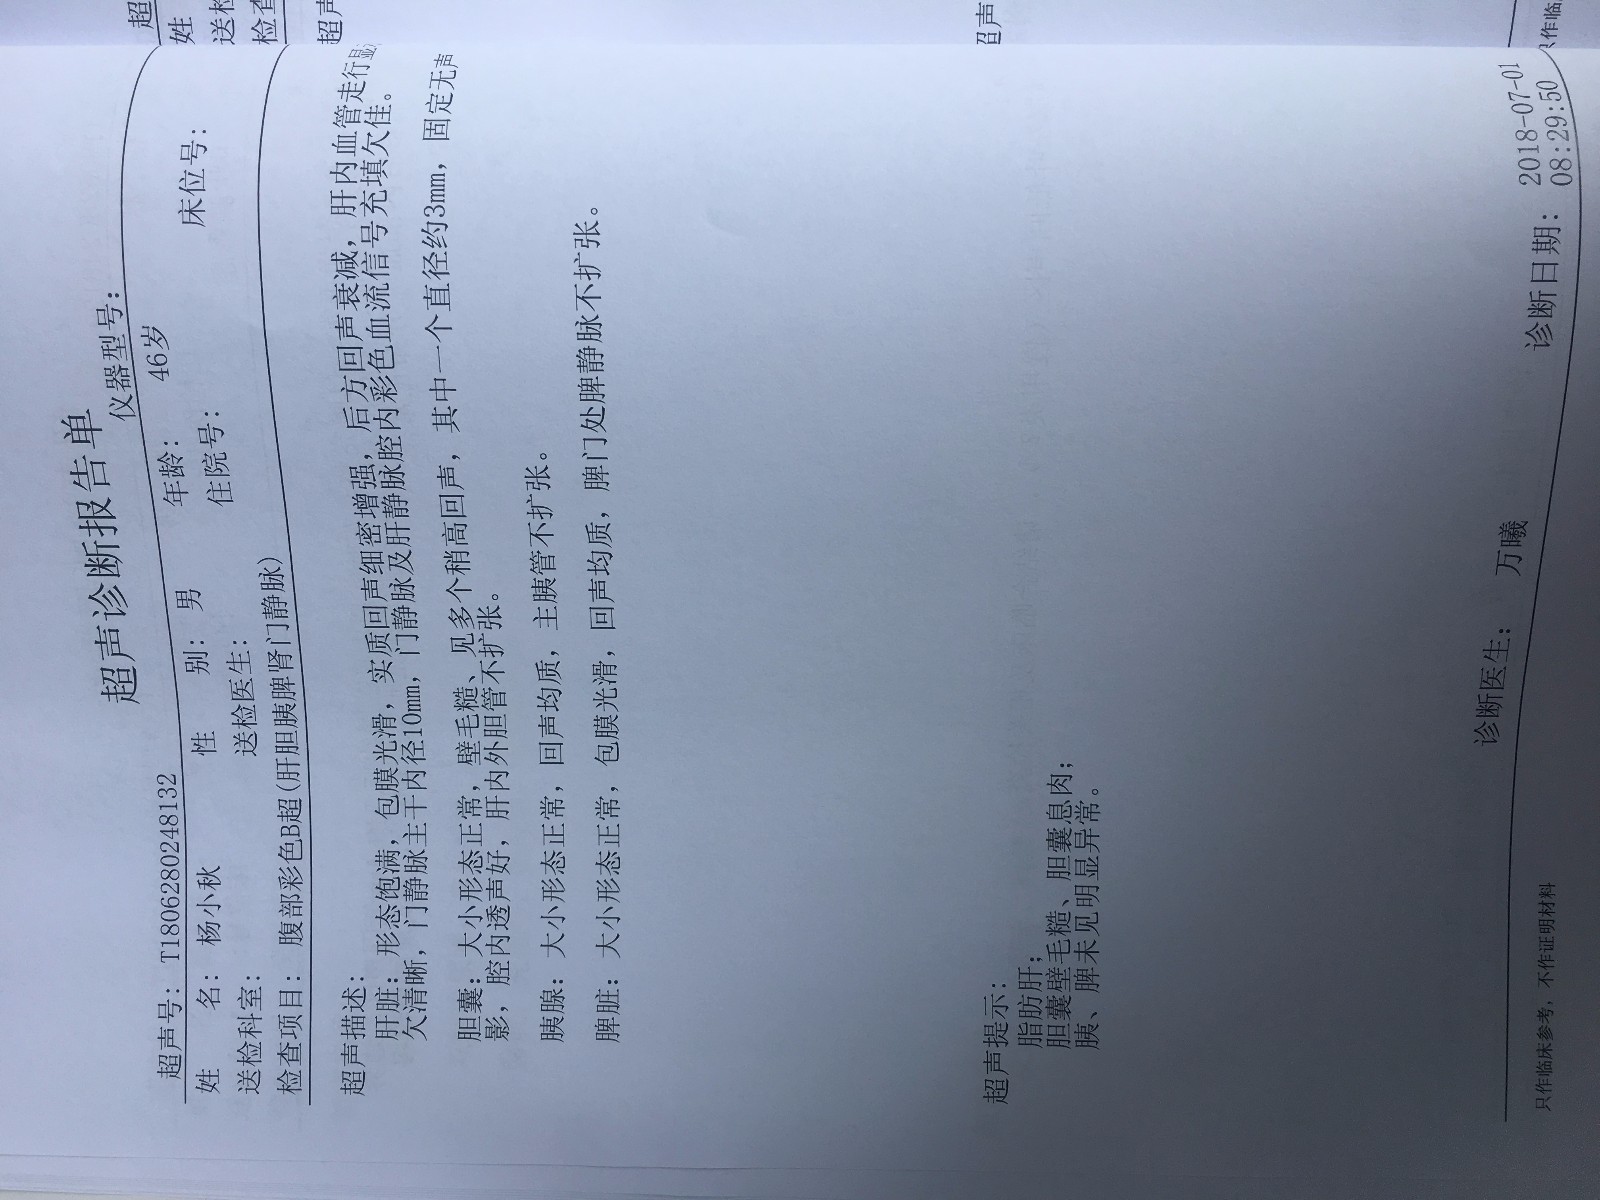 超声诊断报告单
超声号: T1806280248132 仪器型号:
姓 名: 杨小秋 性 别: 男 年龄: 46岁
送检科室: 送检医生: 住院号: 床位号:
检查项目: 腹部彩色B超(肝胆胰脾肾门静脉)
超声描述:
肝脏: 形态饱满, 包膜光滑, 实质回声细密增强, 后方回声衰减, 肝内血管走行显
欠清晰, 门静脉主干内径10mm, 门静脉及肝静脉腔内彩色血流信号充填欠佳。
胆囊: 大小形态正常, 壁毛糙、见多个稍高回声, 其中一个直径约3mm, 固定无声
影, 腔内透声好, 肝内外胆管不扩张。
胰腺: 大小形态正常, 回声均质, 主胰管不扩张。
脾脏: 大小形态正常, 包膜光滑, 回声均质, 脾门处脾静脉不扩张。
超声提示:
脂肪肝;
胆囊壁毛糙、胆囊息肉;
胰、脾未见明显异常。
诊断医生: 万曦 诊断日期: 2018-07-01
08:29:50
只作临床参考, 不作证明材料